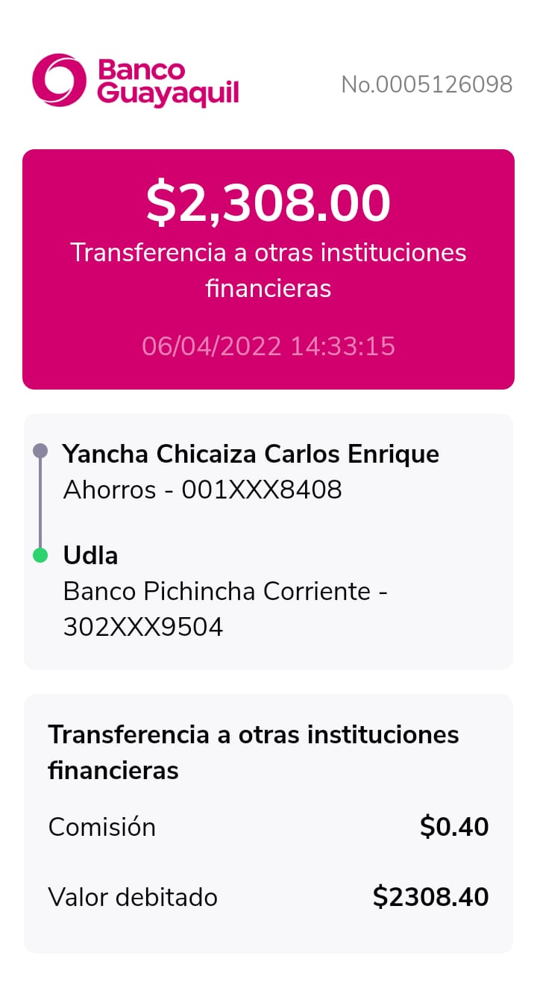 Banco
Guayaquil
No.0005126098
$2,308.00
Transferencia a otras instituciones
financieras
06/04/2022 14:33:15
Yancha Chicaiza Carlos Enrique
Ahorros - 001XXX8408
Udla
Banco Pichincha Corriente -
302XXX9504
Transferencia a otras instituciones
financieras
Comisión $0.40
Valor debitado $2308.40